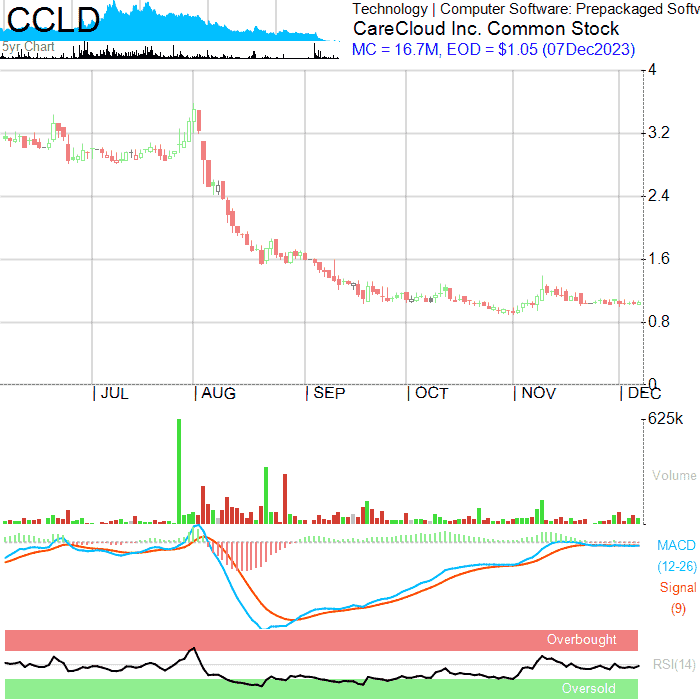 CCLD
5yr Chart
Technology | Computer Software: Prepackaged Softw
CareCloud Inc. Common Stock
MC = 16.7M, EOD = $1.05 (07Dec2023)
4
3.2
2.4
1.6
0.8
0
JUL
AUG
SEP
OCT
NOV
DEC
625k
Volume
MACD
(12-26)
Signal
(9)
Overbought
RSI(14)
Oversold